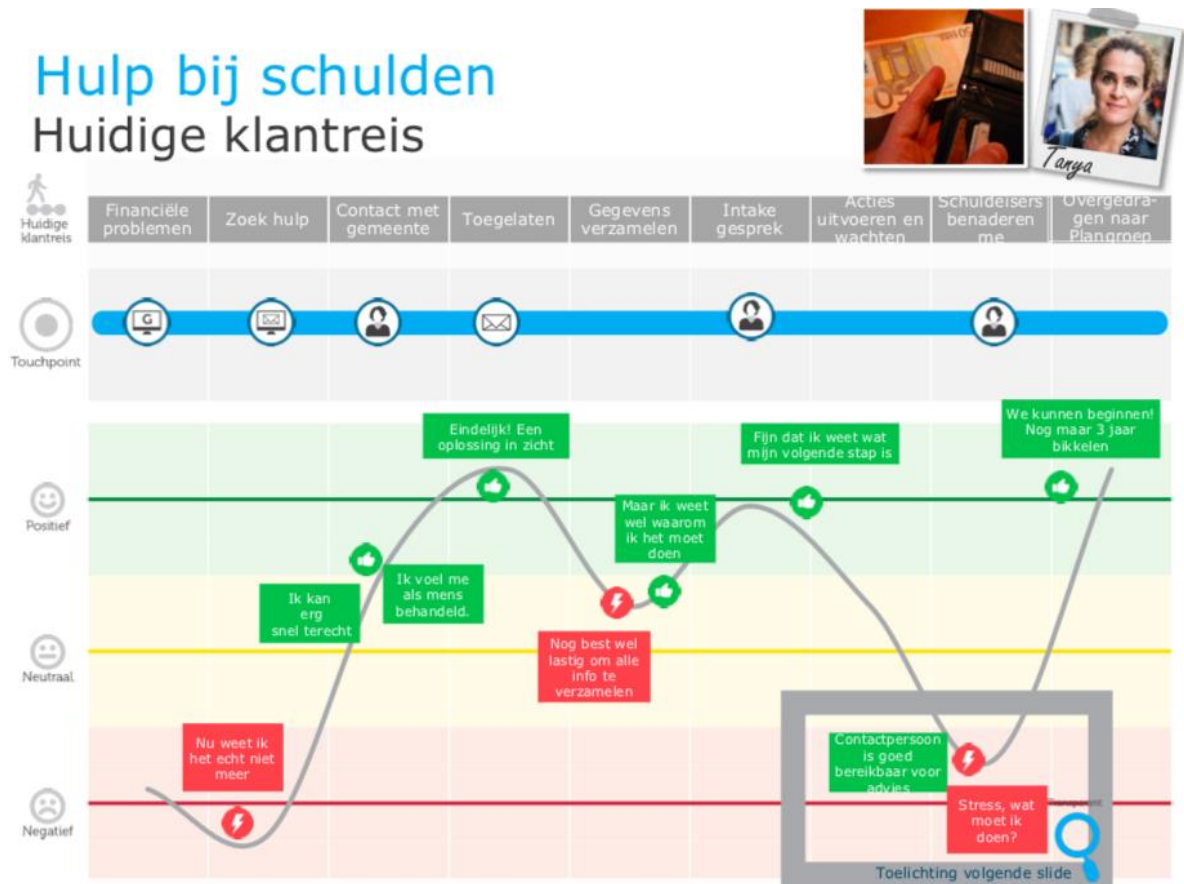 Hulp bij schulden
Huidige klantreis
Tanya
Huidige
klantreis
Financiële
problemen
Zoek hulp
Contact met
gemeente
Toegelaten
Gegevens
verzamelen
Intake
gesprek
Acties
uitvoeren en
wachten
Schuldeisers
benaderen
me
Overgedra-
gen naar
Plangroep
G
Touchpoint
Eindelijk! Een
oplossing in zicht
Fijn dat ik weet wat
mijn volgende stap is
We kunnen beginnen!
Nog maar 3 jaar
bikkelen
Positief
Maar ik weet
wel waarom
ik het moet
doen
Ik kan
erg
snel terecht
Ik voel me
als mens
behandeld.
Neutraal
Nog best wel
lastig om alle
info te
verzamelen
Nu weet ik
het echt niet
meer
Contactpersoon
is goed
bereikbaar voor
advies
Negatief
Stress, wat
moet ik
doen?
Toelichting volgende slide